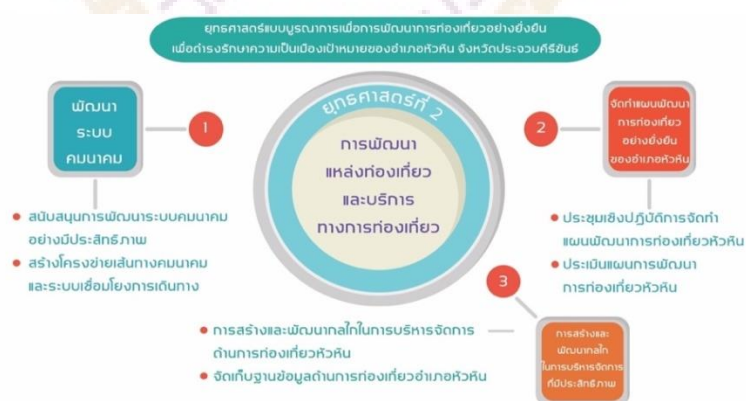 ยุทธศาสตร์แบบบูรณาการเพื่อการพัฒนาการท่องเที่ยวอย่างยั่งยืน
เพื่อดำรงรักษาความเป็นเมืองเป้าหมายของอำเภอหัวหิน จังหวัดประจวบคีรีขันธ์
ยุทธศาสตร์ที่ 2
การพัฒนา
แหล่งท่องเที่ยว
และบริการ
ทางการท่องเที่ยว
พัฒนา
ระบบ
คมนาคม
1
• สนับสนุนการพัฒนาระบบคมนาคม
อย่างมีประสิทธิภาพ
• สร้างโครงข่ายเส้นทางคมนาคม
และระบบเชื่อมโยงการเดินทาง
2
จัดทำแผนพัฒนา
การท่องเที่ยว
อย่างยั่งยืน
ของอำเภอหัวหิน
• ประชุมเชิงปฏิบัติการจัดทำ
แผนพัฒนาการท่องเที่ยวหัวหิน
• ประเมินแผนการพัฒนา
การท่องเที่ยวหัวหิน
3
การสร้างและ
พัฒนากลไก
ในการบริหารจัดการ
ที่มีประสิทธิภาพ
• การสร้างและพัฒนากลไกในการบริหารจัดการ
ด้านการท่องเที่ยวหัวหิน
• จัดเก็บฐานข้อมูลด้านการท่องเที่ยวอำเภอหัวหิน